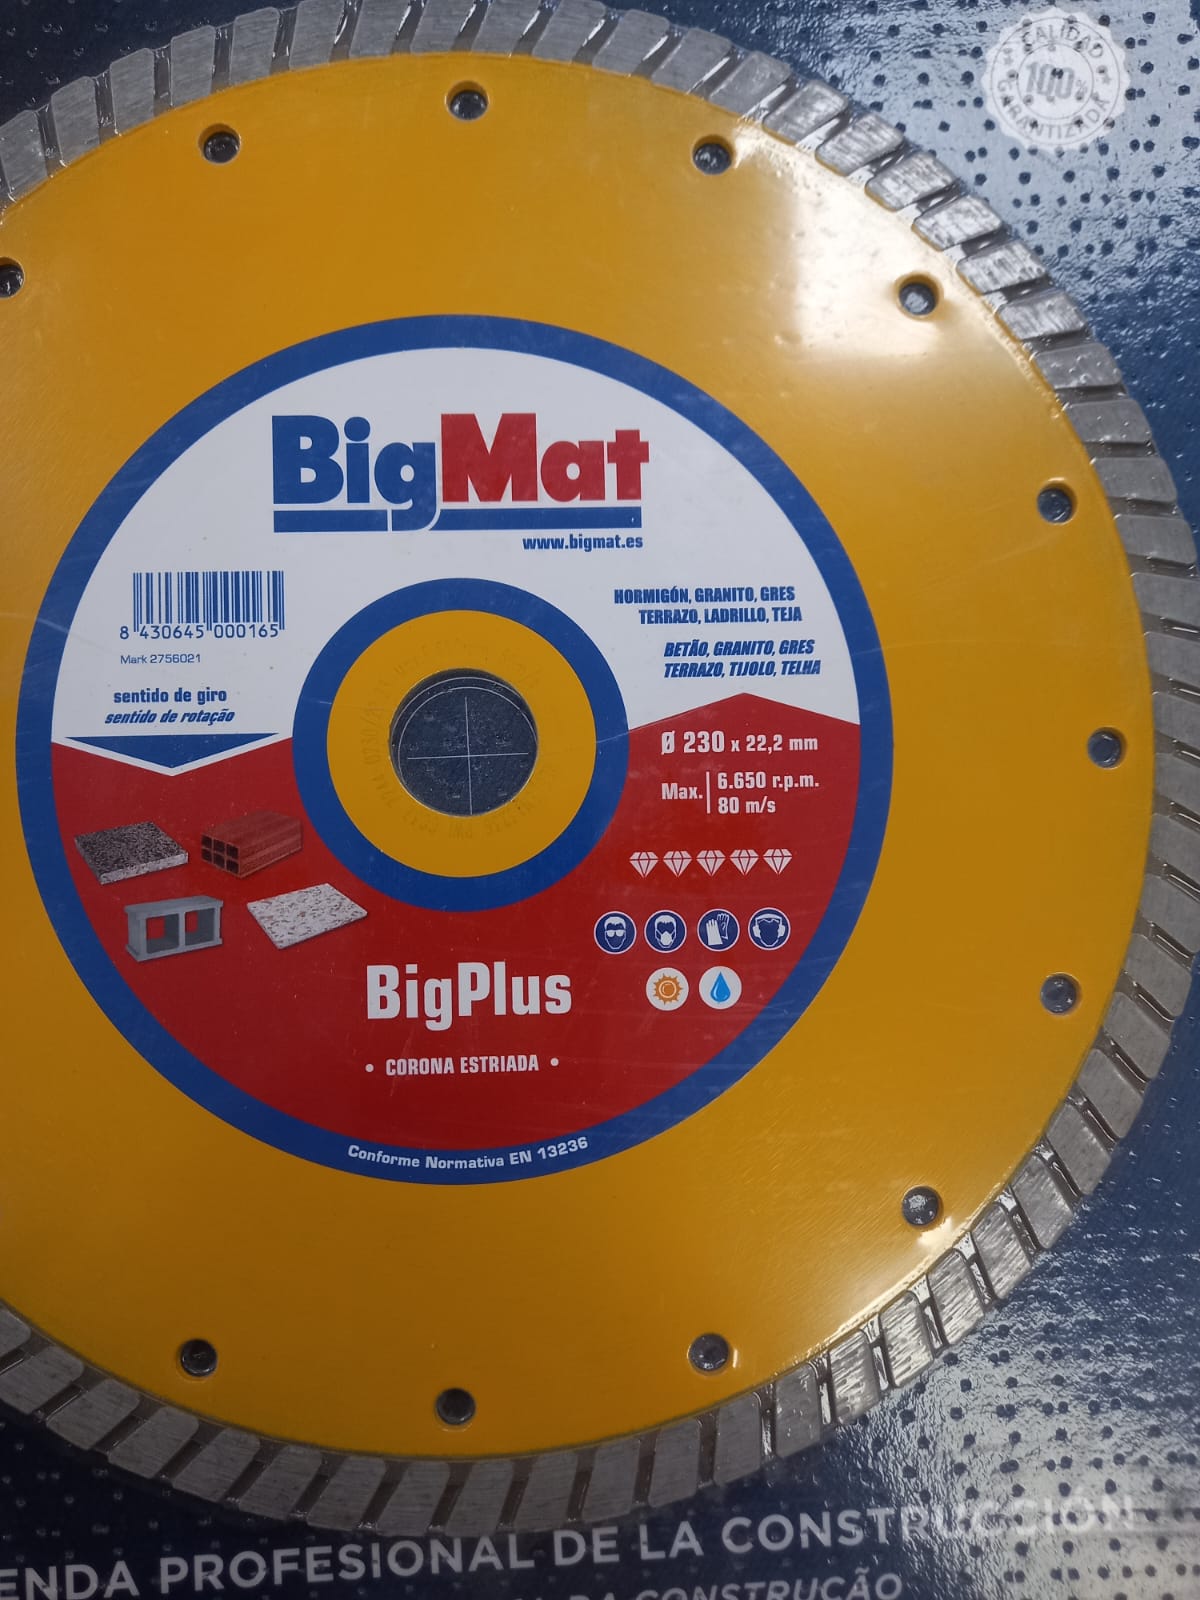 CALIDAD
100%
GARANTIZADA
BigMat
www.bigmat.es
8 430645 000165
Mark 2756021
sentido de giro
sentido de rotação
HORMIGÓN, GRANITO, GRES
TERRAZO, LADRILLO, TEJA
BETÃO, GRANITO, GRES
TERRAZO, TIJOLO, TELHA
Ø 230 x 22,2 mm
Max. 6.650 r.p.m.
80 m/s
BigPlus
• CORONA ESTRIADA •
Conforme Normativa EN 13236
ENDA PROFESIONAL DE LA CONSTRUCCIÓN
DA CONSTRUÇÃO